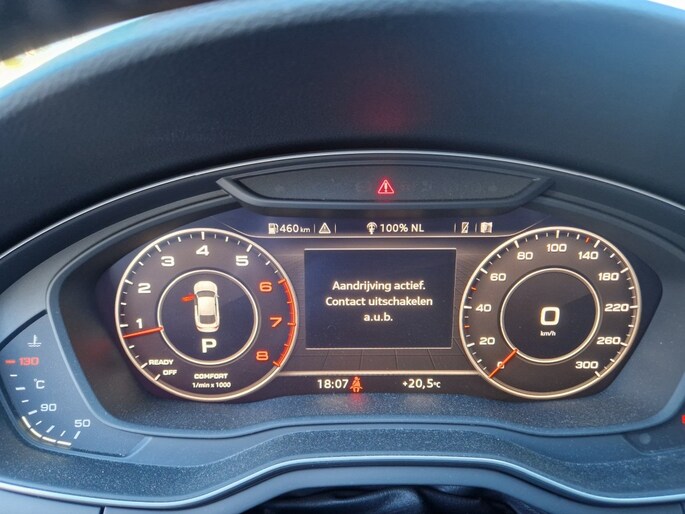 460 km
100% NL
1 2 3 4 5 6 7 8
P
READY
OFF
COMFORT
1/min x 1000
Aandrijving actief.
Contact uitschakelen
a.u.b.
0 20 40 60 80 100 140 180 220 260 300
0
km/h
130
°C
90
50
18:07
+20,5°C